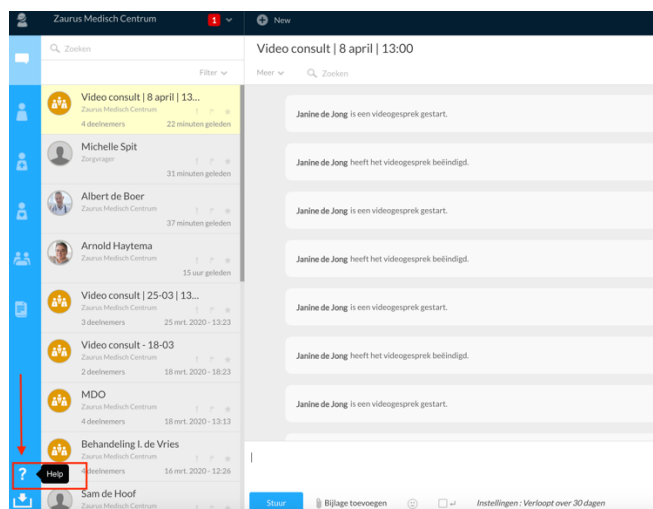 Zaurus Medisch Centrum
1
New
Zoeken
Filter
Video consult | 8 april | 13:00
Meer
Zoeken
Video consult | 8 april | 13...
Zaurus Medisch Centrum
4 deelnemers 22 minuten geleden
Michelle Spit
Zorgvrager
31 minuten geleden
Albert de Boer
Zaurus Medisch Centrum
37 minuten geleden
Arnold Haytema
Zaurus Medisch Centrum
15 uur geleden
Video consult | 25-03 | 13...
Zaurus Medisch Centrum
3 deelnemers 25 mrt. 2020 - 13:23
Video consult - 18-03
Zaurus Medisch Centrum
2 deelnemers 18 mrt. 2020 - 18:23
MDO
Zaurus Medisch Centrum
4 deelnemers 18 mrt. 2020 - 13:13
Behandeling I. de Vries
Zaurus Medisch Centrum
4 deelnemers 16 mrt. 2020 - 12:26
Sam de Hoof
Zaurus Medisch Centrum
? Help
Janine de Jong is een videogesprek gestart.
Janine de Jong heeft het videogesprek beëindigd.
Janine de Jong is een videogesprek gestart.
Janine de Jong heeft het videogesprek beëindigd.
Janine de Jong is een videogesprek gestart.
Janine de Jong heeft het videogesprek beëindigd.
Janine de Jong is een videogesprek gestart.
Stuur Bijlage toevoegen Instellingen : Verloopt over 30 dagen